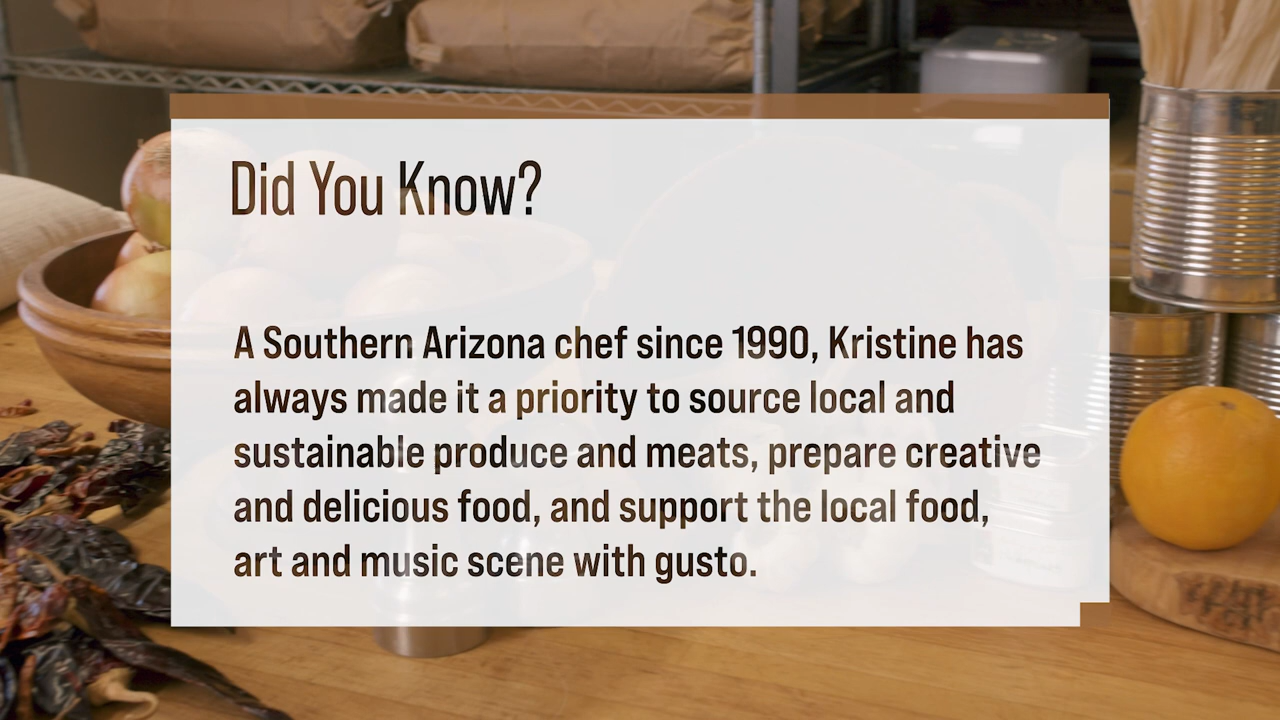 Did You Know?
A Southern Arizona chef since 1990, Kristine has
always made it a priority to source local and
sustainable produce and meats, prepare creative
and delicious food, and support the local food,
art and music scene with gusto.